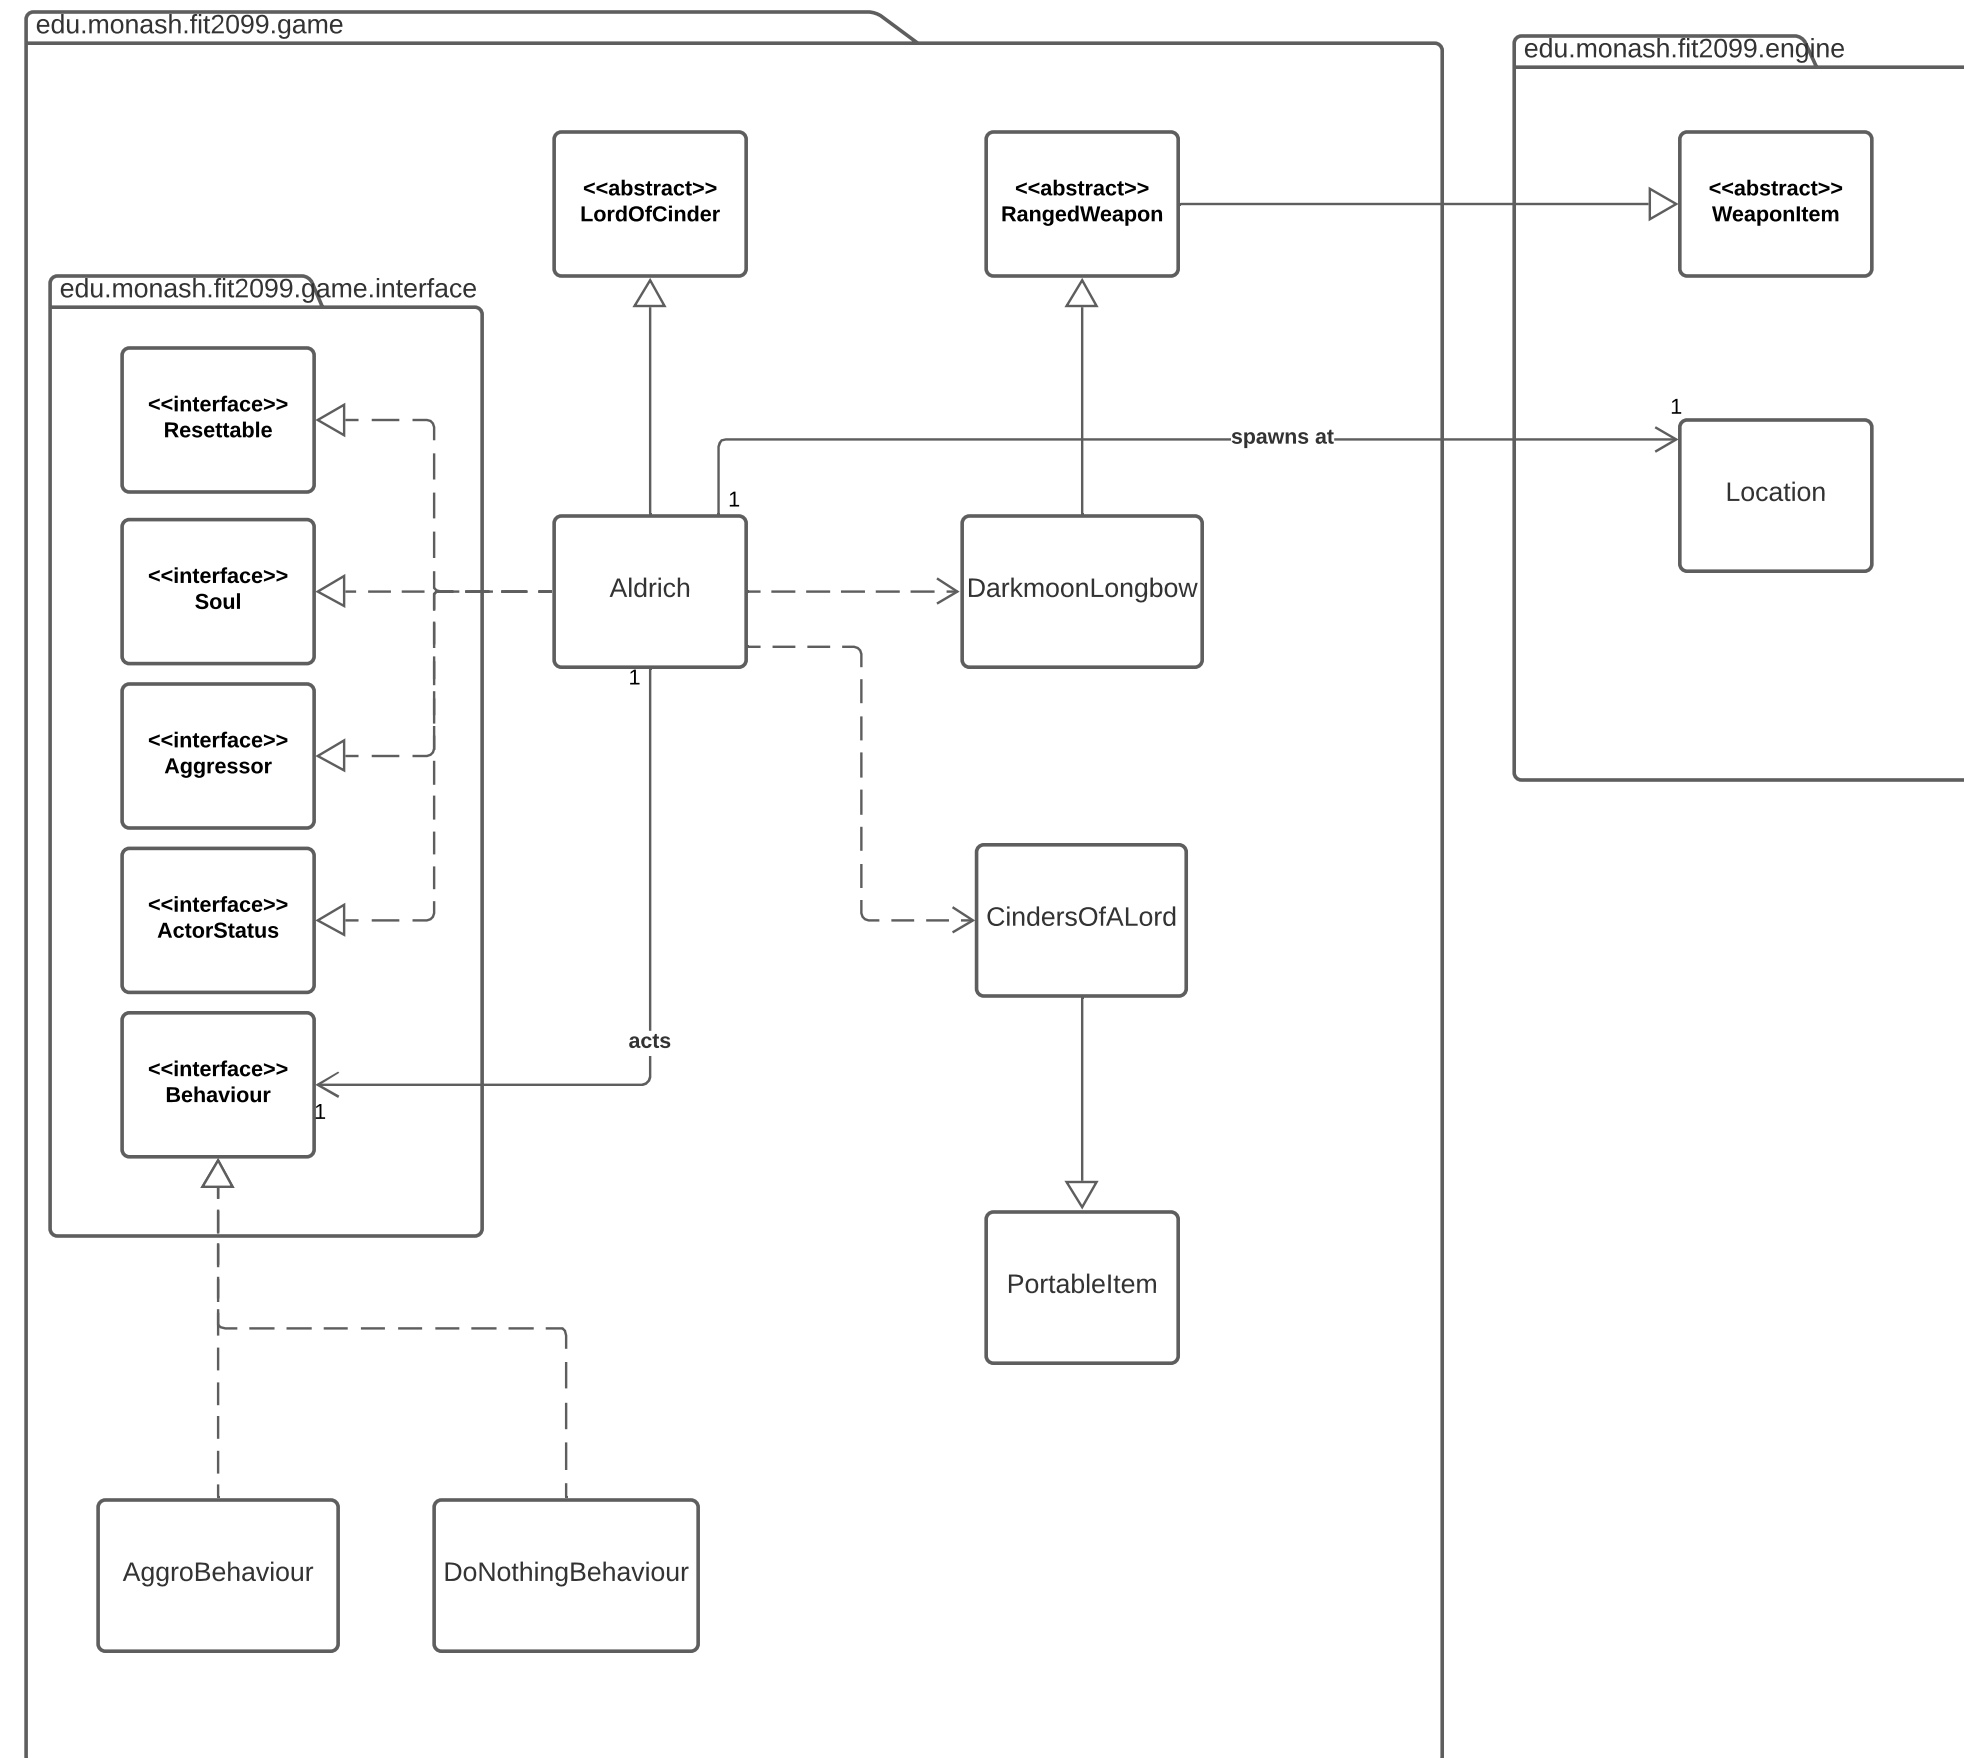 edu.monash.fit2099.game
edu.monash.fit2099.engine
<<abstract>>
LordOfCinder
<<abstract>>
RangedWeapon
<<abstract>>
WeaponItem
edu.monash.fit2099.game.interface
<<interface>>
Resettable
1
spawns at
Location
1
<<interface>>
Soul
Aldrich
DarkmoonLongbow
1
<<interface>>
Aggressor
<<interface>>
ActorStatus
CindersOfALord
acts
<<interface>>
Behaviour
1
PortableItem
AggroBehaviour
DoNothingBehaviour